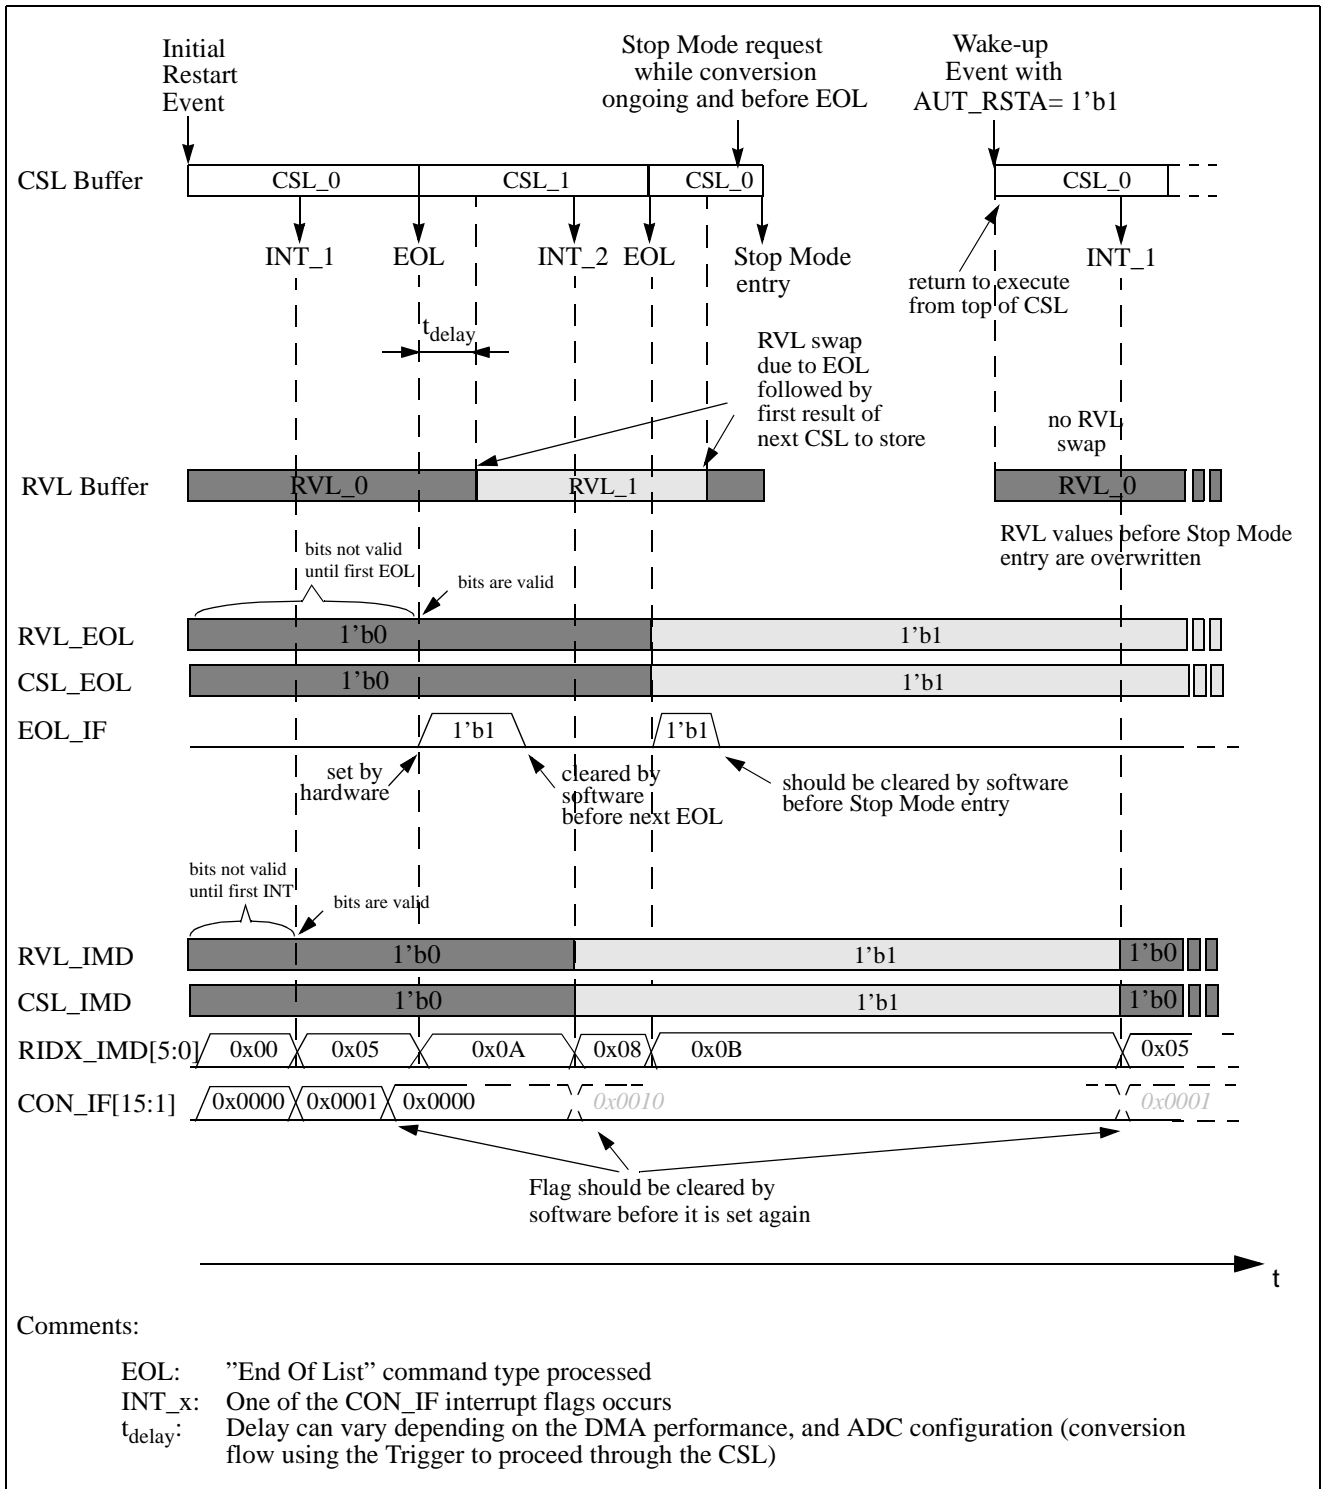 Initial
Restart
Event
Stop Mode request
while conversion
ongoing and before EOL
Wake-up
Event with
AUT_RSTA= 1’b1
CSL Buffer
CSL_0
CSL_1
CSL_0
CSL_0
INT_1
EOL
INT_2
EOL
Stop Mode
entry
INT_1
return to execute
from top of CSL
tdelay
RVL swap
due to EOL
followed by
first result of
next CSL to store
no RVL
swap
RVL Buffer
RVL_0
RVL_1
RVL_0
RVL values before Stop Mode
entry are overwritten
bits not valid
until first EOL
bits are valid
RVL_EOL
1’b0
1’b1
CSL_EOL
1’b0
1’b1
EOL_IF
1’b1
1’b1
set by
hardware
cleared by
software
before next EOL
should be cleared by software
before Stop Mode entry
bits not valid
until first INT
bits are valid
RVL_IMD
1’b0
1’b1
1’b0
CSL_IMD
1’b0
1’b1
1’b0
RIDX_IMD[5:0]
0x00
0x05
0x0A
0x08
0x0B
0x05
CON_IF[15:1]
0x0000
0x0001
0x0000
0x0010
0x0001
Flag should be cleared by
software before it is set again
t
Comments:
EOL: ”End Of List” command type processed
INT_x: One of the CON_IF interrupt flags occurs
tdelay: Delay can vary depending on the DMA performance, and ADC configuration (conversion
flow using the Trigger to proceed through the CSL)